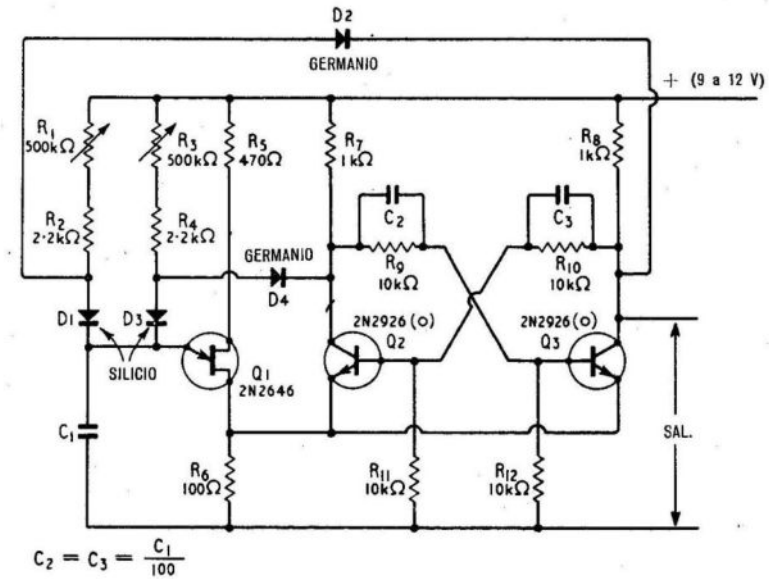 D2
GERMANIO
+ (9 a 12 V)
R1
500kΩ
R3
500kΩ
R5
470Ω
R7
1kΩ
R8
1kΩ
C2
C3
R2
2·2kΩ
R4
2·2kΩ
GERMANIO
D4
R9
10kΩ
R10
10kΩ
D1
D3
SILICIO
Q1
2N2646
2N2926(O)
Q2
2N2926(O)
Q3
C1
R6
100Ω
R11
10kΩ
R12
10kΩ
SAL.
C2 = C3 = C1/100